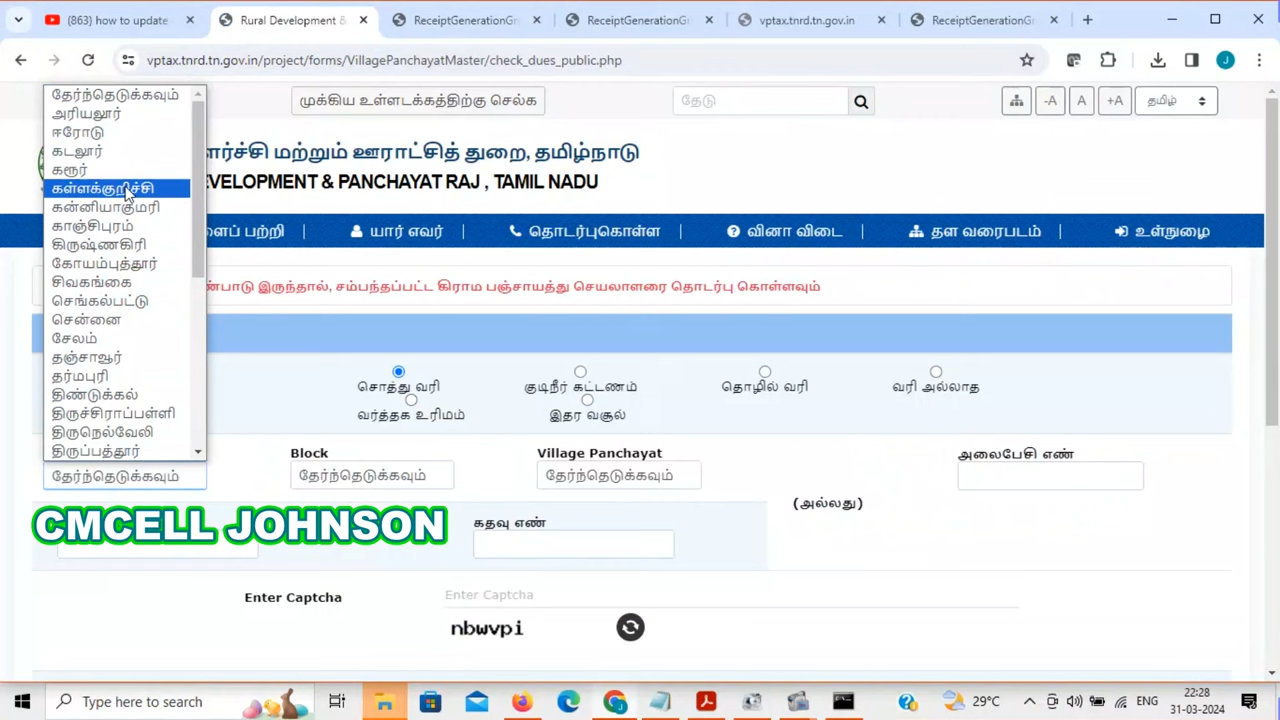 (863) how to update
Rural Development &
ReceiptGenerationGr
ReceiptGenerationGr
vptax.tnrd.tn.gov.in
ReceiptGenerationGr
vptax.tnrd.tn.gov.in/project/forms/VillagePanchayatMaster/check_dues_public.php
முக்கிய உள்ளடக்கத்திற்கு செல்க
தேடு
-A
A
+A
தமிழ்
ளர்ச்சி மற்றும் ஊராட்சித் துறை, தமிழ்நாடு
EVELOPMENT & PANCHAYAT RAJ , TAMIL NADU
ளைப் பற்றி
யார் எவர்
தொடர்புகொள்ள
வினா விடை
தள வரைபடம்
உள்நுழை
ண்பாடு இருந்தால், சம்பந்தப்பட்ட கிராம பஞ்சாயத்து செயலாளரை தொடர்பு கொள்ளவும்
தேர்ந்தெடுக்கவும்
அரியலூர்
ஈரோடு
கடலூர்
கரூர்
கள்ளக்குறிச்சி
கன்னியாகுமரி
காஞ்சிபுரம்
கிருஷ்ணகிரி
கோயம்புத்தூர்
சிவகங்கை
செங்கல்பட்டு
சென்னை
சேலம்
தஞ்சாவூர்
தர்மபுரி
திண்டுக்கல்
திருச்சிராப்பள்ளி
திருநெல்வேலி
திருப்பத்தூர்
சொத்து வரி
குடிநீர் கட்டணம்
தொழில் வரி
வரி அல்லாத
வர்த்தக உரிமம்
இதர வசூல்
தேர்ந்தெடுக்கவும்
Block
தேர்ந்தெடுக்கவும்
Village Panchayat
தேர்ந்தெடுக்கவும்
(அல்லது)
அலைபேசி எண்
CMCELL JOHNSON
கதவு எண்
Enter Captcha
Enter Captcha
nbwvpi
Type here to search
29°C
ENG
22:28
31-03-2024